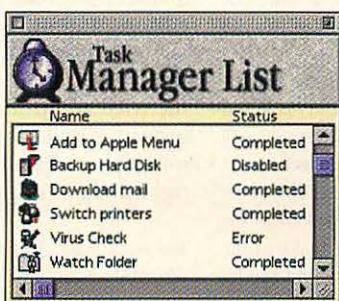 Task
Manager List
Name Status
Add to Apple Menu Completed
Backup Hard Disk Disabled
Download mail Completed
Switch printers Completed
Virus Check Error
Watch Folder Completed